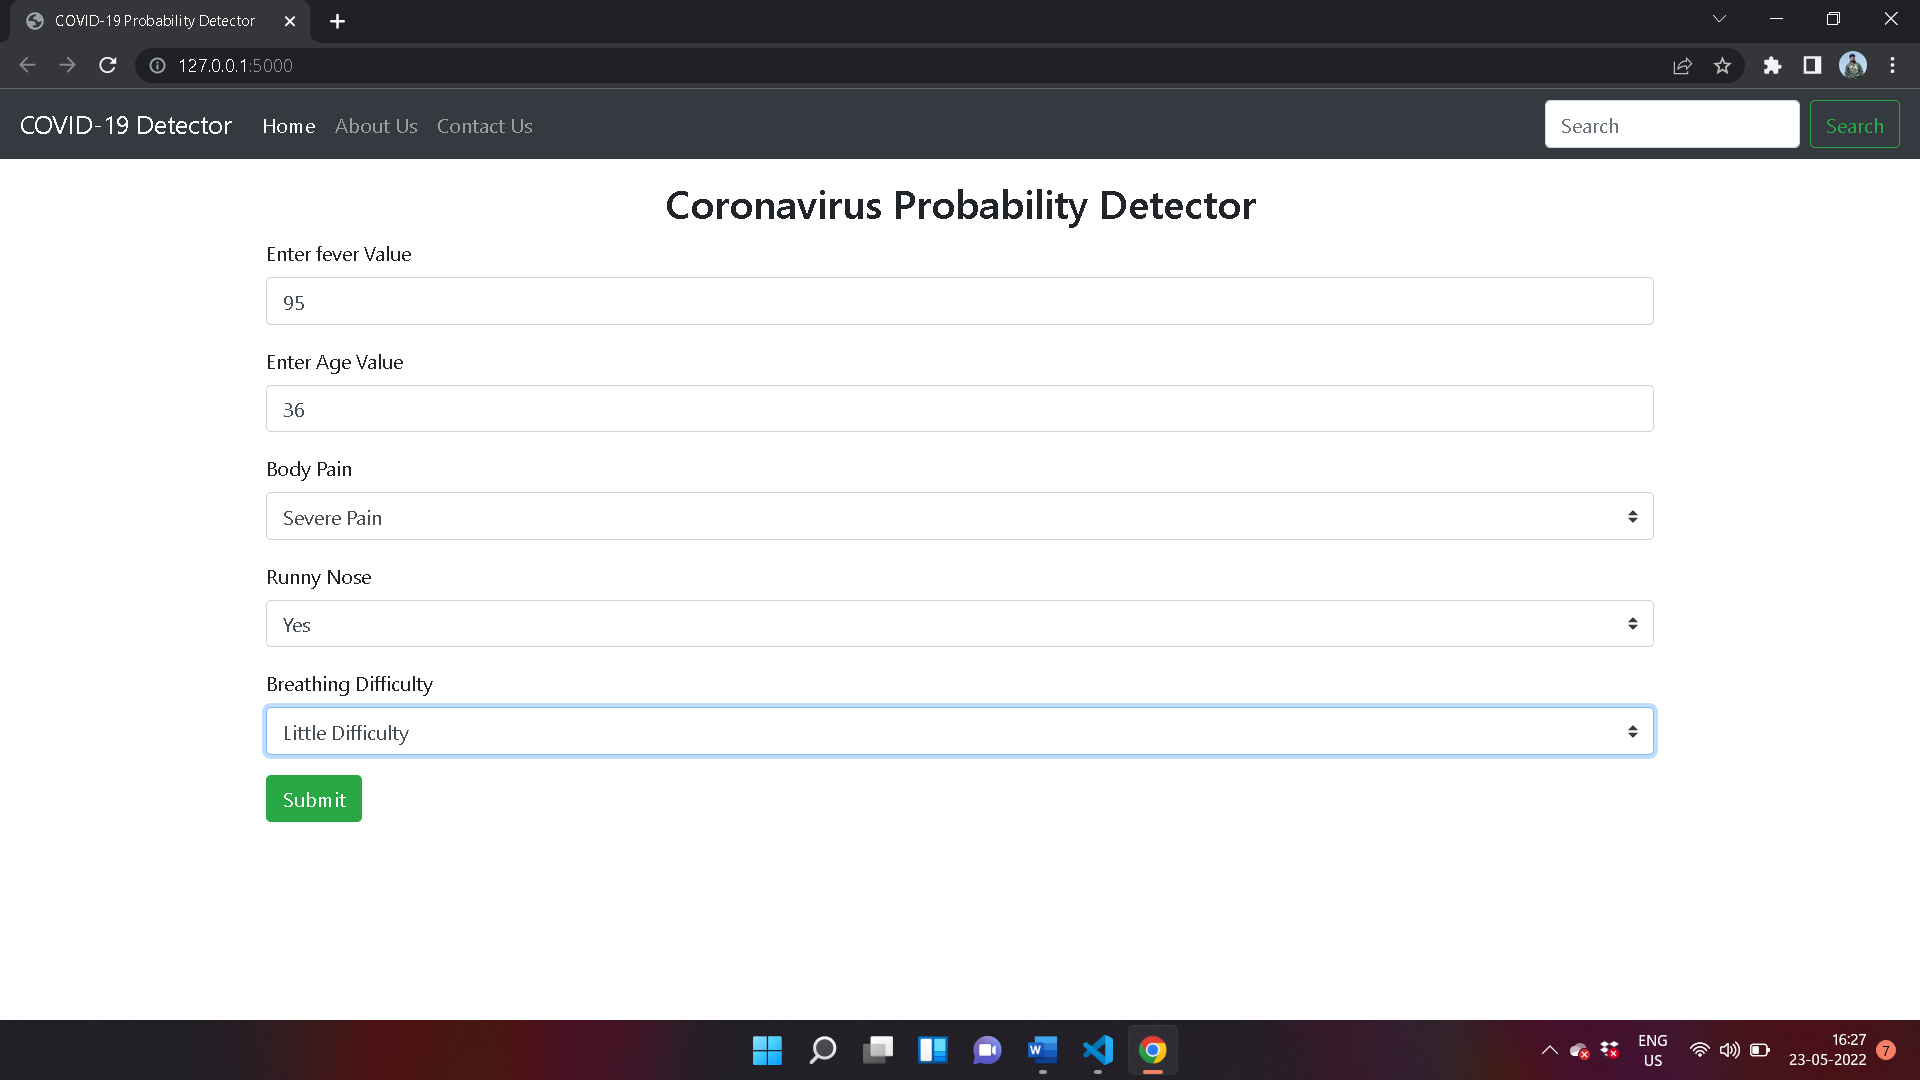 COVID-19 Probability Detector
127.0.0.1:5000
COVID-19 Detector Home About Us Contact Us Search Search
Coronavirus Probability Detector
Enter fever Value
95
Enter Age Value
36
Body Pain
Severe Pain
Runny Nose
Yes
Breathing Difficulty
Little Difficulty
Submit
W
ENG
US
16:27
23-05-2022
7